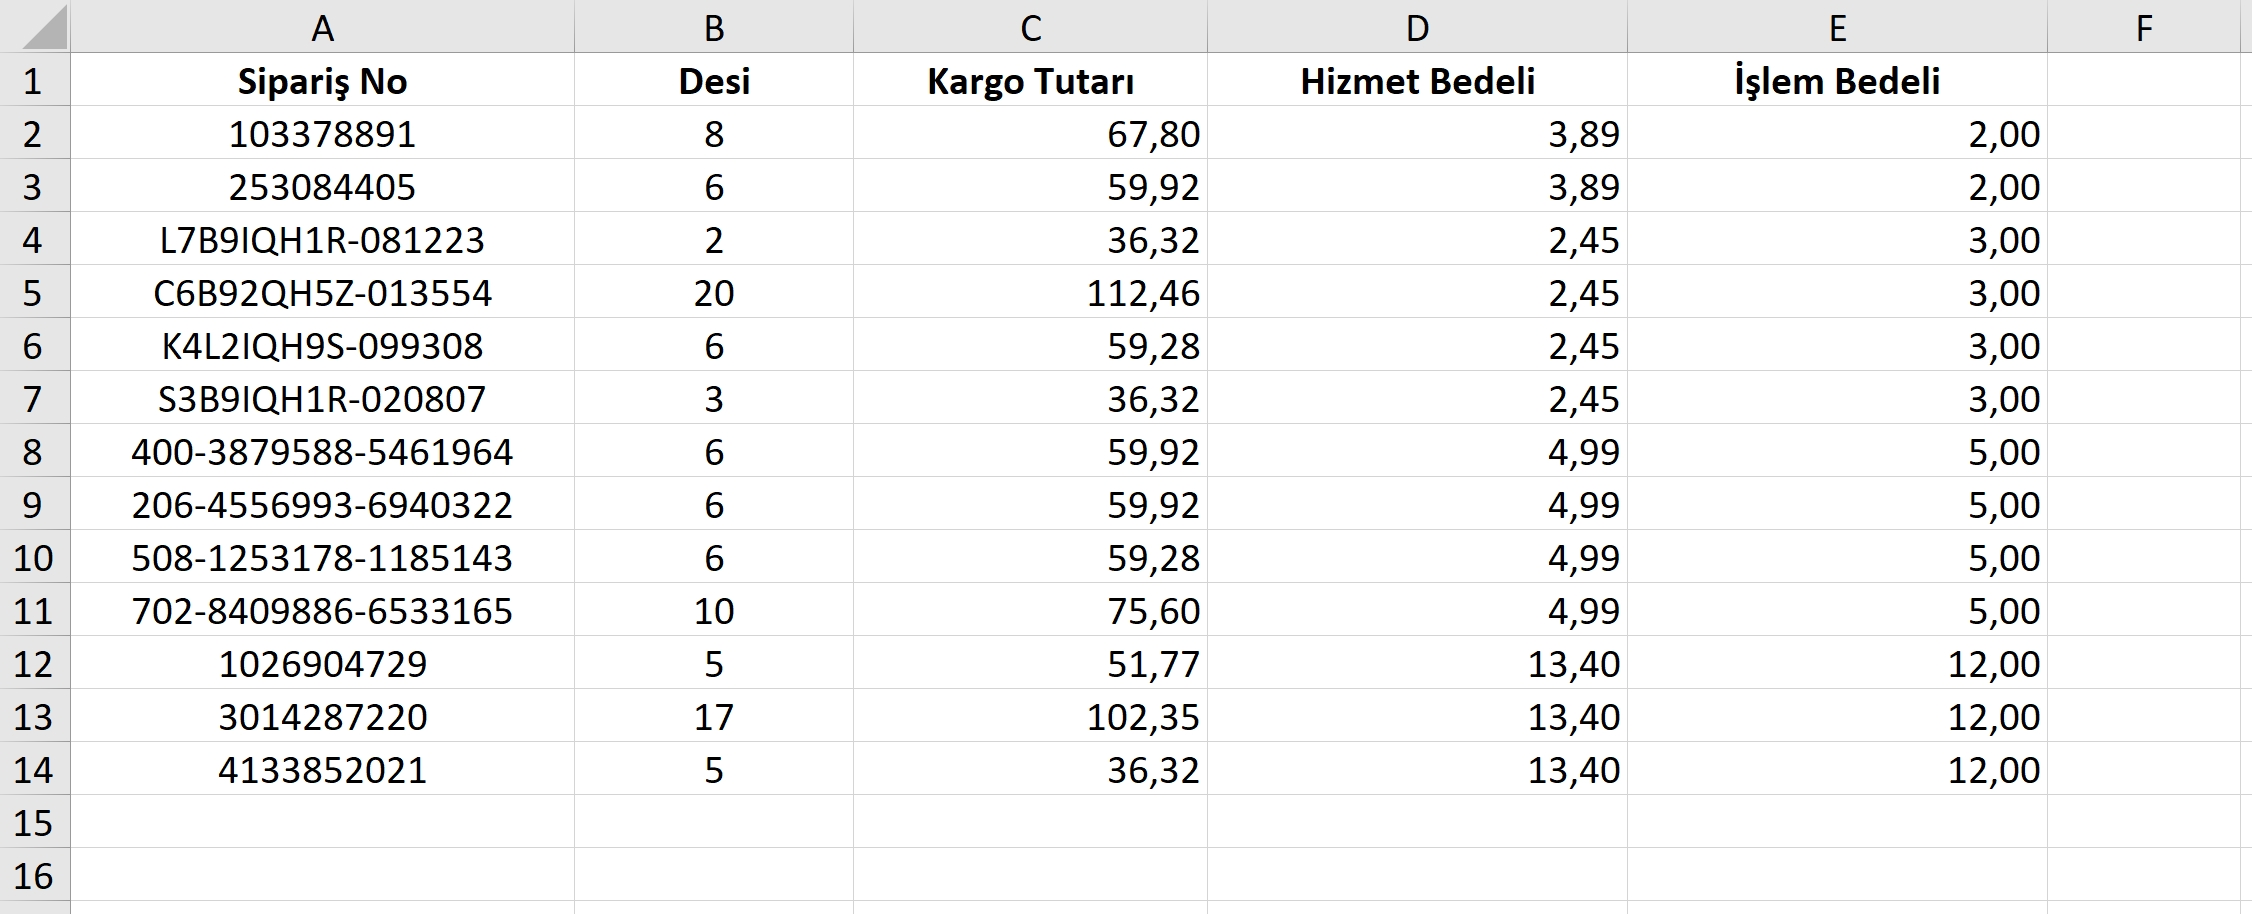 A B C D E F
1 Sipariş No Desi Kargo Tutarı Hizmet Bedeli İşlem Bedeli
2 103378891 8 67,80 3,89 2,00
3 253084405 6 59,92 3,89 2,00
4 L7B9IQH1R-081223 2 36,32 2,45 3,00
5 C6B92QH5Z-013554 20 112,46 2,45 3,00
6 K4L2IQH9S-099308 6 59,28 2,45 3,00
7 S3B9IQH1R-020807 3 36,32 2,45 3,00
8 400-3879588-5461964 6 59,92 4,99 5,00
9 206-4556993-6940322 6 59,92 4,99 5,00
10 508-1253178-1185143 6 59,28 4,99 5,00
11 702-8409886-6533165 10 75,60 4,99 5,00
12 1026904729 5 51,77 13,40 12,00
13 3014287220 17 102,35 13,40 12,00
14 4133852021 5 36,32 13,40 12,00
15
16